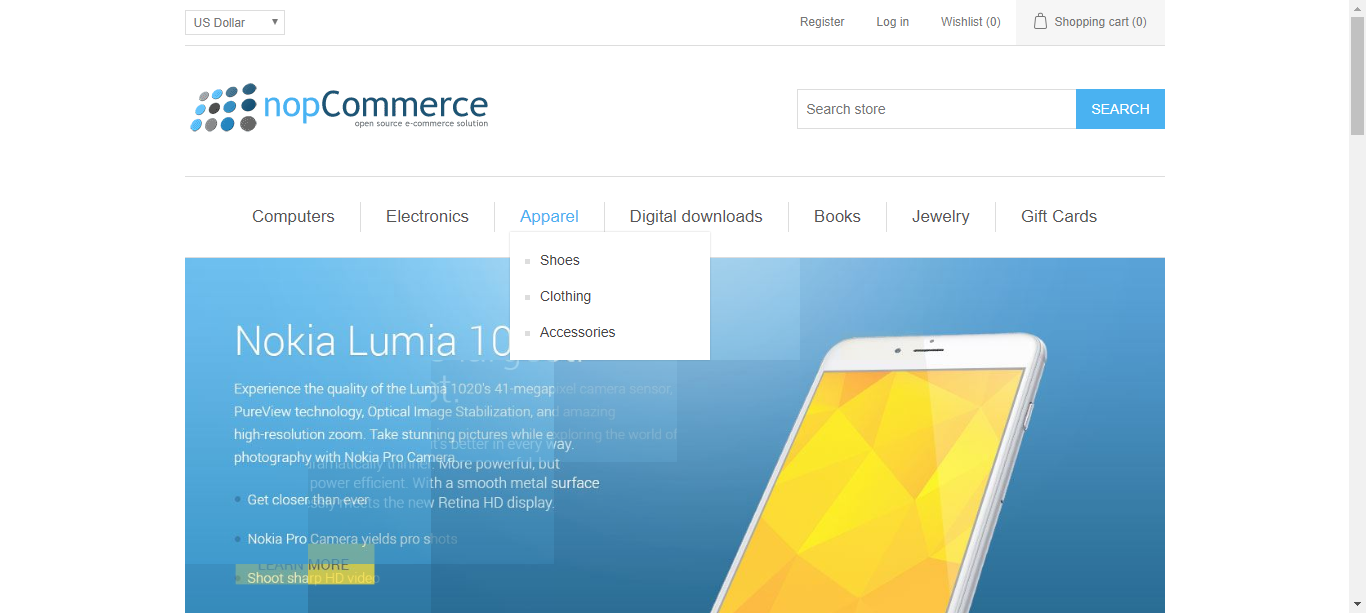 US Dollar
Register
Log in
Wishlist (0)
Shopping cart (0)
nopCommerce
open source e-commerce solution
Search store
SEARCH
Computers
Electronics
Apparel
Digital downloads
Books
Jewelry
Gift Cards
Shoes
Clothing
Accessories
Nokia Lumia 10
Experience the quality of the Lumia 1020's 41-megapixel camera sensor,
PureView technology, Optical Image Stabilization, and amazing
high-resolution zoom. Take stunning pictures while exploring the world of
photography with Nokia Pro Camera.
it's better in every way.
dramatically thinner. More powerful, but
power efficient. With a smooth metal surface
meets the new Retina HD display.
Get closer than ever
Nokia Pro Camera yields pro shots
LEARN MORE
Shoot sharp HD video